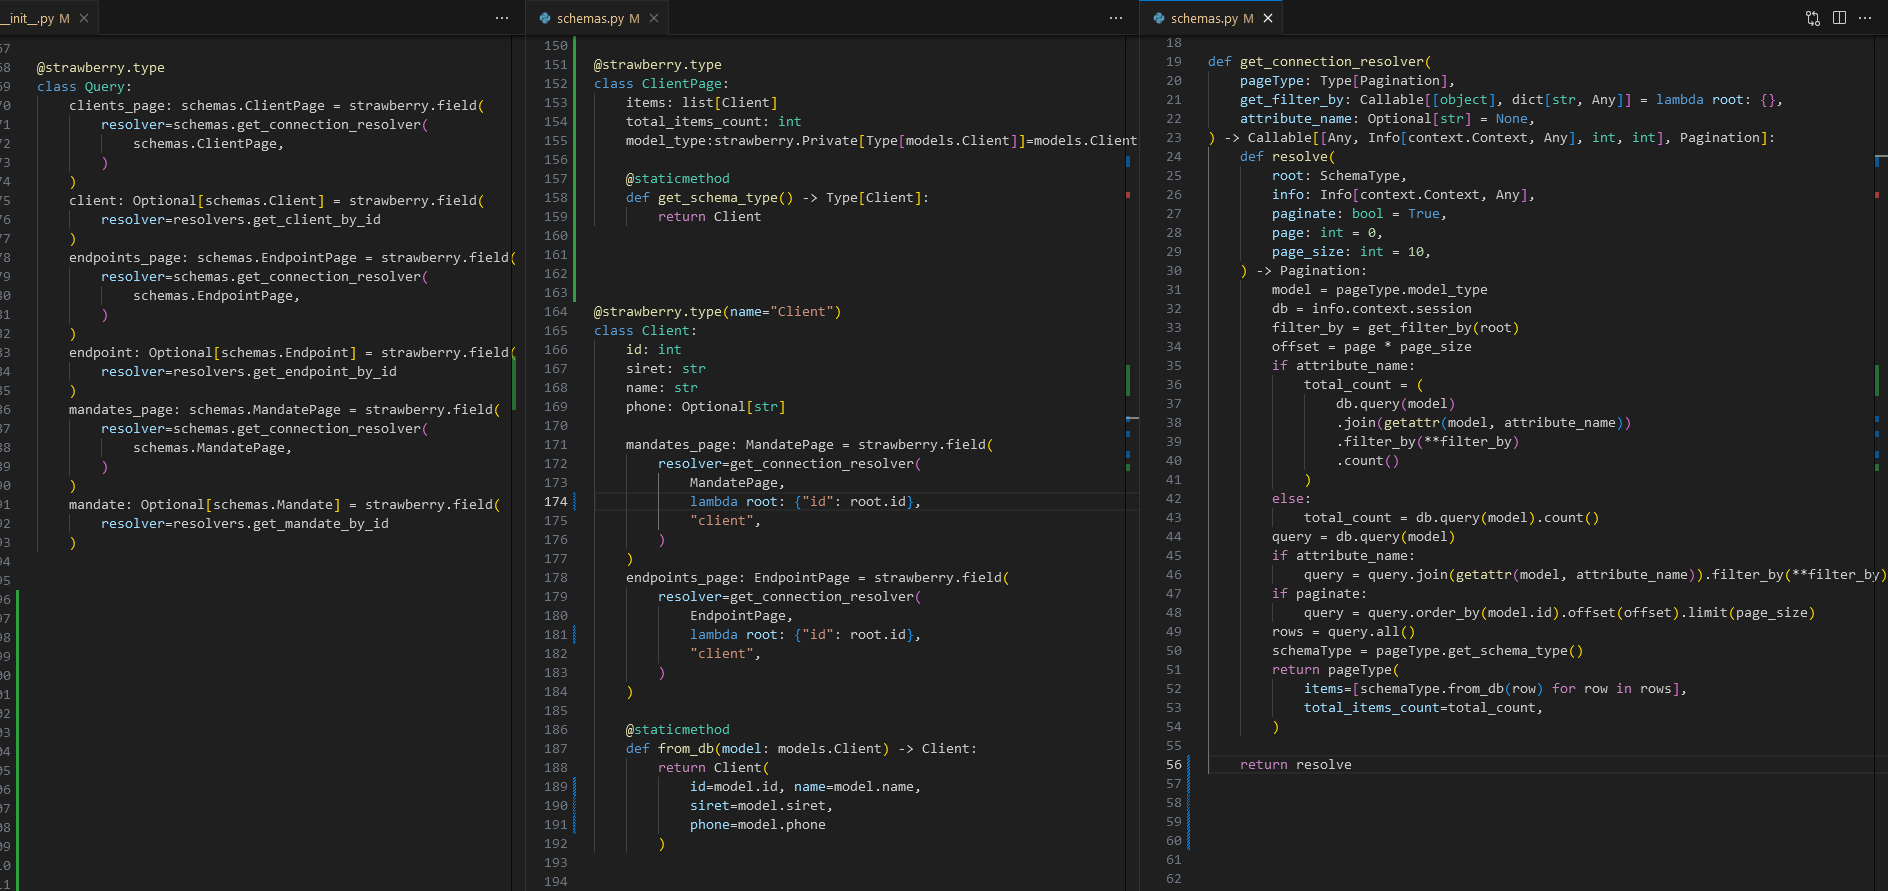 __init__.py M ×
67
68 @strawberry.type
69 class Query:
70 clients_page: schemas.ClientPage = strawberry.field(
71 resolver=schemas.get_connection_resolver(
72 schemas.ClientPage,
73 )
74 )
75 client: Optional[schemas.Client] = strawberry.field(
76 resolver=resolvers.get_client_by_id
77 )
78 endpoints_page: schemas.EndpointPage = strawberry.field(
79 resolver=schemas.get_connection_resolver(
80 schemas.EndpointPage,
81 )
82 )
83 endpoint: Optional[schemas.Endpoint] = strawberry.field(
84 resolver=resolvers.get_endpoint_by_id
85 )
86 mandates_page: schemas.MandatePage = strawberry.field(
87 resolver=schemas.get_connection_resolver(
88 schemas.MandatePage,
89 )
90 )
91 mandate: Optional[schemas.Mandate] = strawberry.field(
92 resolver=resolvers.get_mandate_by_id
93 )
94
95
96
97
98
99
00
01
02
03
04
05
06
07
08
09
10
11
schemas.py M ×
150
151 @strawberry.type
152 class ClientPage:
153 items: list[Client]
154 total_items_count: int
155 model_type:strawberry.Private[Type[models.Client]]=models.Client
156
157 @staticmethod
158 def get_schema_type() -> Type[Client]:
159 return Client
160
161
162
163
164 @strawberry.type(name="Client")
165 class Client:
166 id: int
167 siret: str
168 name: str
169 phone: Optional[str]
170
171 mandates_page: MandatePage = strawberry.field(
172 resolver=get_connection_resolver(
173 MandatePage,
174 lambda root: {"id": root.id},
175 "client",
176 )
177 )
178 endpoints_page: EndpointPage = strawberry.field(
179 resolver=get_connection_resolver(
180 EndpointPage,
181 lambda root: {"id": root.id},
182 "client",
183 )
184 )
185
186 @staticmethod
187 def from_db(model: models.Client) -> Client:
188 return Client(
189 id=model.id, name=model.name,
190 siret=model.siret,
191 phone=model.phone
192 )
193
194
schemas.py M ×
18
19 def get_connection_resolver(
20 pageType: Type[Pagination],
21 get_filter_by: Callable[[object], dict[str, Any]] = lambda root: {},
22 attribute_name: Optional[str] = None,
23 ) -> Callable[[Any, Info[context.Context, Any], int, int], Pagination]:
24 def resolve(
25 root: SchemaType,
26 info: Info[context.Context, Any],
27 paginate: bool = True,
28 page: int = 0,
29 page_size: int = 10,
30 ) -> Pagination:
31 model = pageType.model_type
32 db = info.context.session
33 filter_by = get_filter_by(root)
34 offset = page * page_size
35 if attribute_name:
36 total_count = (
37 db.query(model)
38 .join(getattr(model, attribute_name))
39 .filter_by(**filter_by)
40 .count()
41 )
42 else:
43 total_count = db.query(model).count()
44 query = db.query(model)
45 if attribute_name:
46 query = query.join(getattr(model, attribute_name)).filter_by(**filter_by)
47 if paginate:
48 query = query.order_by(model.id).offset(offset).limit(page_size)
49 rows = query.all()
50 schemaType = pageType.get_schema_type()
51 return pageType(
52 items=[schemaType.from_db(row) for row in rows],
53 total_items_count=total_count,
54 )
55
56 return resolve
57
58
59
60
61
62